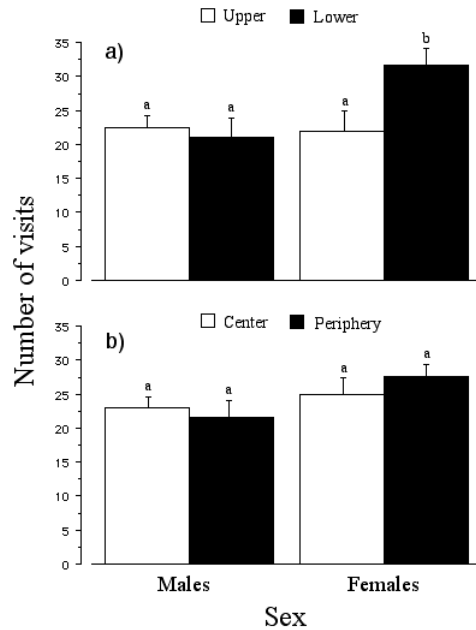 Upper Lower
a)
35
30
25
20
15
10
5
0
a a a b
Center Periphery
b)
35
30
25
20
15
10
5
0
a a a a
Males Females
Sex
Number of visits